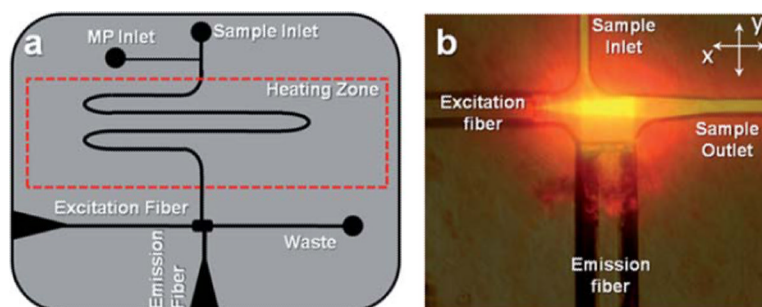 a
MP Inlet
Sample Inlet
Heating Zone
Excitation Fiber
Emission
Fiber
Waste
b
Sample
Inlet
y
x
Excitation
fiber
Sample
Outlet
Emission
fiber